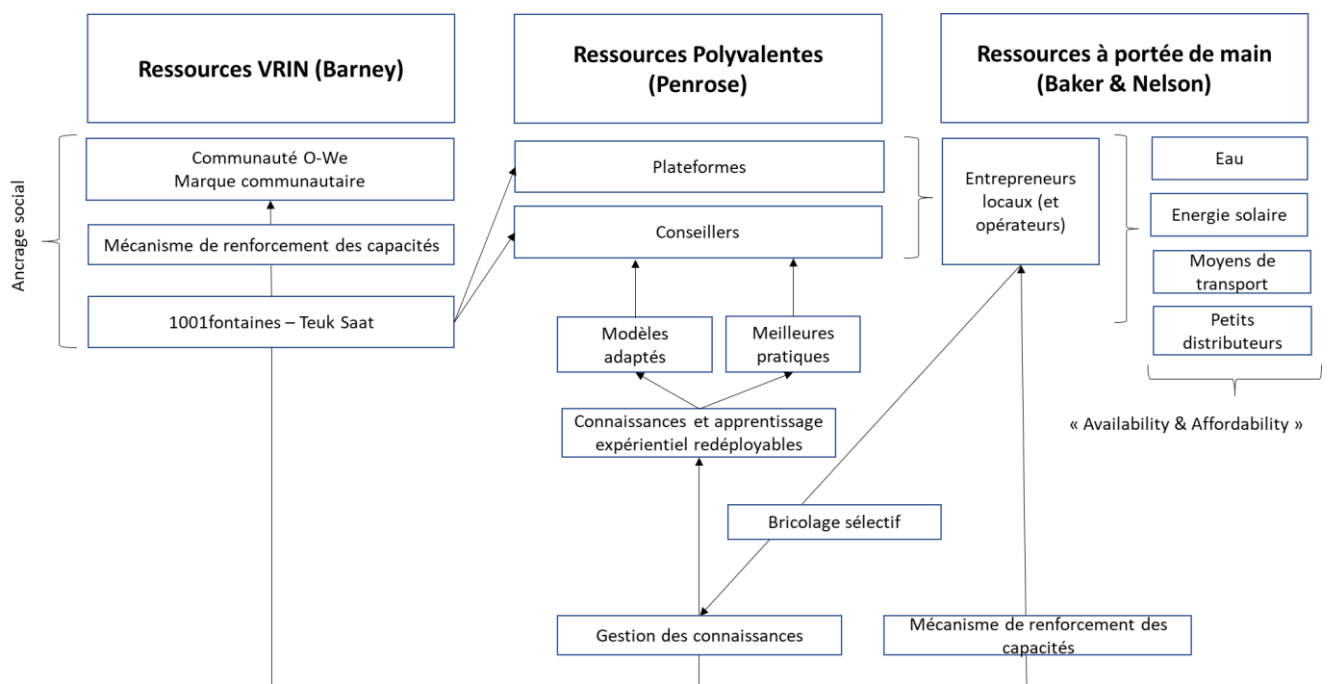 Ressources VRIN (Barney)
Ressources Polyvalentes
(Penrose)
Ressources à portée de main
(Baker & Nelson)
Ancrage social
Communauté O-We
Marque communautaire
Mécanisme de renforcement des capacités
1001fontaines – Teuk Saat
Plateformes
Conseillers
Modèles
adaptés
Meilleures
pratiques
Connaissances et apprentissage
expérientiel redéployables
Entrepreneurs
locaux (et
opérateurs)
Eau
Energie solaire
Moyens de
transport
Petits
distributeurs
« Availability & Affordability »
Bricolage sélectif
Gestion des connaissances
Mécanisme de renforcement des
capacités